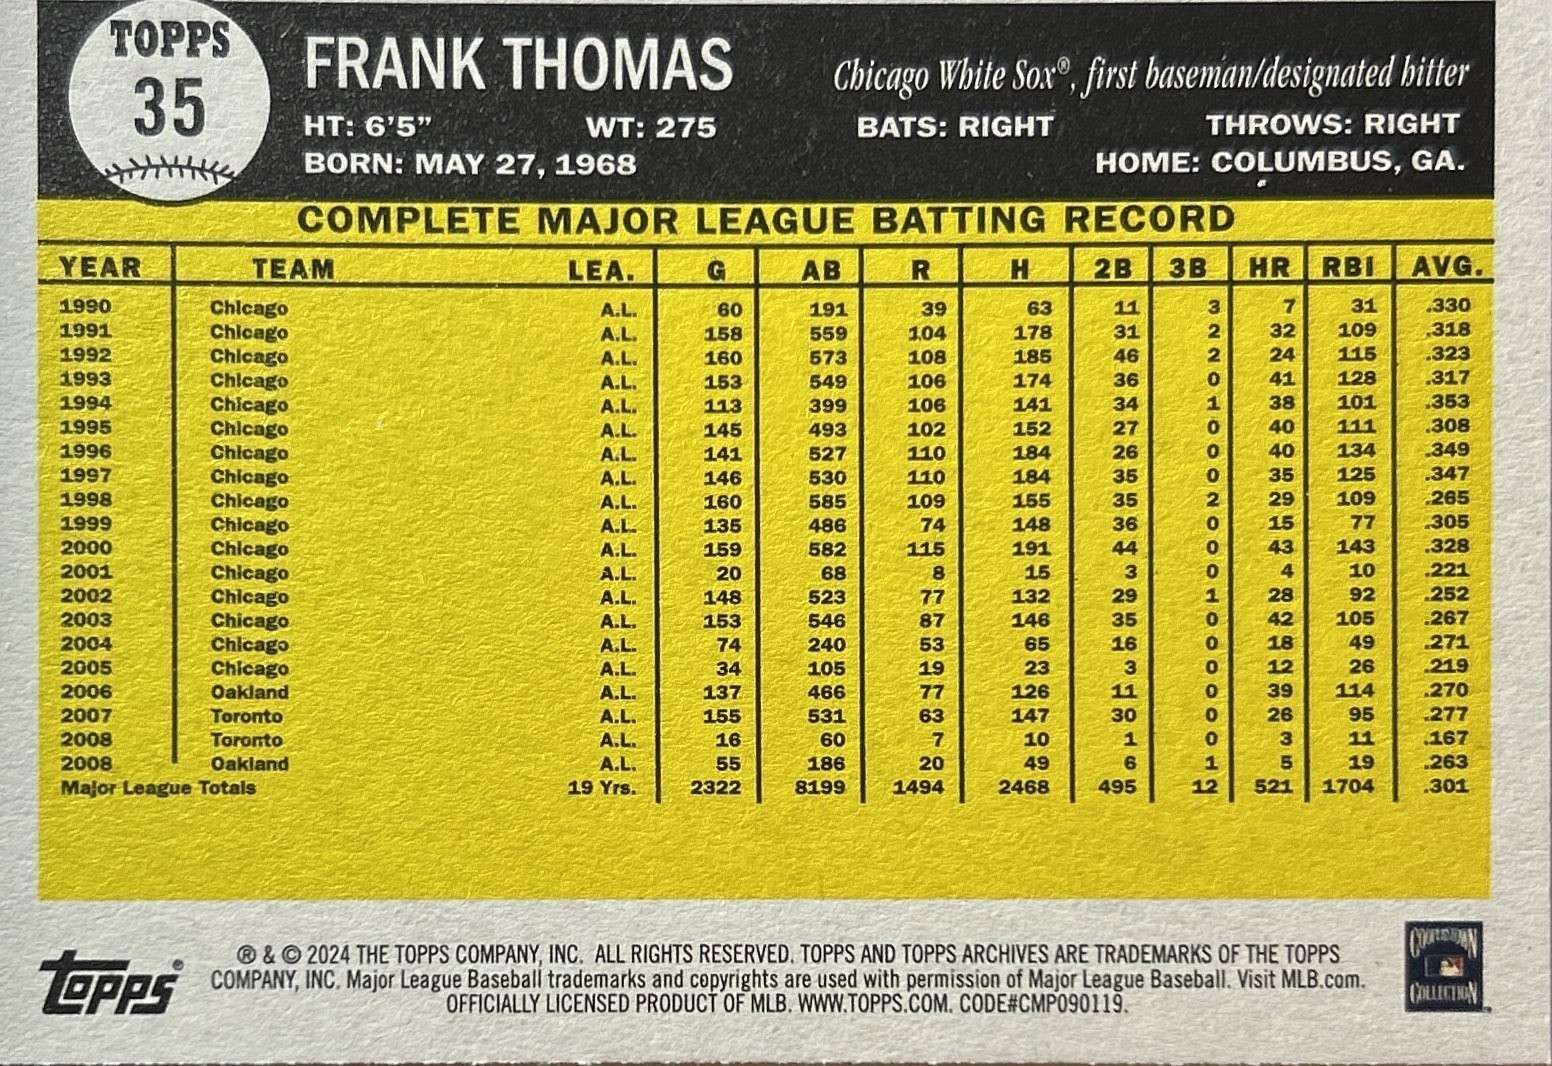 TOPPS
35
FRANK THOMAS
Chicago White Sox®, first baseman/designated hitter
HT: 6'5" WT: 275 BATS: RIGHT THROWS: RIGHT
BORN: MAY 27, 1968 HOME: COLUMBUS, GA.
COMPLETE MAJOR LEAGUE BATTING RECORD
YEAR TEAM LEA. G AB R H 2B 3B HR RBI AVG.
1990 Chicago A.L. 60 191 39 63 11 3 7 31 .330
1991 Chicago A.L. 158 559 104 178 31 2 32 109 .318
1992 Chicago A.L. 160 573 108 185 46 2 24 115 .323
1993 Chicago A.L. 153 549 106 174 36 0 41 128 .317
1994 Chicago A.L. 113 399 106 141 34 1 38 101 .353
1995 Chicago A.L. 145 493 102 152 27 0 40 111 .308
1996 Chicago A.L. 141 527 110 184 26 0 40 134 .349
1997 Chicago A.L. 146 530 110 184 35 0 35 125 .347
1998 Chicago A.L. 160 585 109 155 35 2 29 109 .265
1999 Chicago A.L. 135 486 74 148 36 0 15 77 .305
2000 Chicago A.L. 159 582 115 191 44 0 43 143 .328
2001 Chicago A.L. 20 68 8 15 3 0 4 10 .221
2002 Chicago A.L. 148 523 77 132 29 1 28 92 .252
2003 Chicago A.L. 153 546 87 146 35 0 42 105 .267
2004 Chicago A.L. 74 240 53 65 16 0 18 49 .271
2005 Chicago A.L. 34 105 19 23 3 0 12 26 .219
2006 Oakland A.L. 137 466 77 126 11 0 39 114 .270
2007 Toronto A.L. 155 531 63 147 30 0 26 95 .277
2008 Toronto A.L. 16 60 7 10 1 0 3 11 .167
2008 Oakland A.L. 55 186 20 49 6 1 5 19 .263
Major League Totals 19 Yrs. 2322 8199 1494 2468 495 12 521 1704 .301
® & © 2024 THE TOPPS COMPANY, INC. ALL RIGHTS RESERVED. TOPPS AND TOPPS ARCHIVES ARE TRADEMARKS OF THE TOPPS
COMPANY, INC. Major League Baseball trademarks and copyrights are used with permission of Major League Baseball. Visit MLB.com.
OFFICIALLY LICENSED PRODUCT OF MLB. WWW.TOPPS.COM. CODE#CMP090119.
Topps®
COOPERSTOWN
COLLECTION